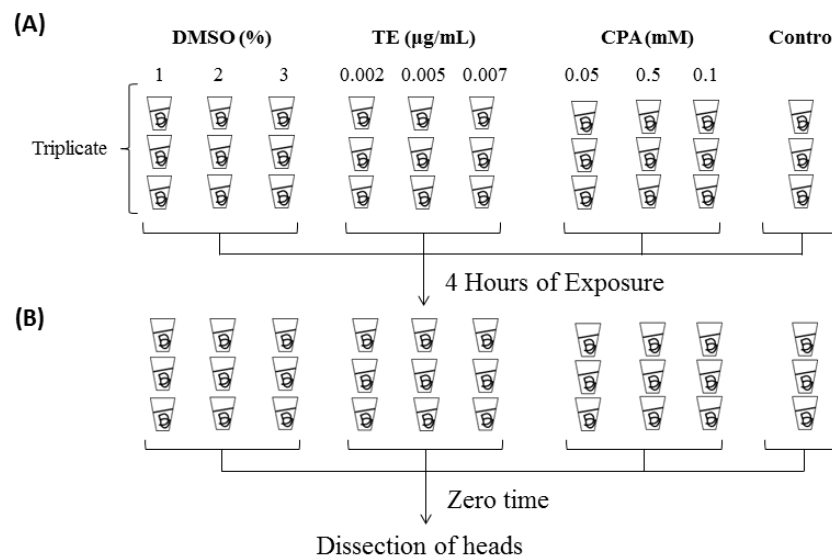 (A)
DMSO (%) TE (µg/mL) CPA (mM) Contro
1 2 3 0.002 0.005 0.007 0.05 0.5 0.1
Triplicate
4 Hours of Exposure
(B)
Zero time
Dissection of heads